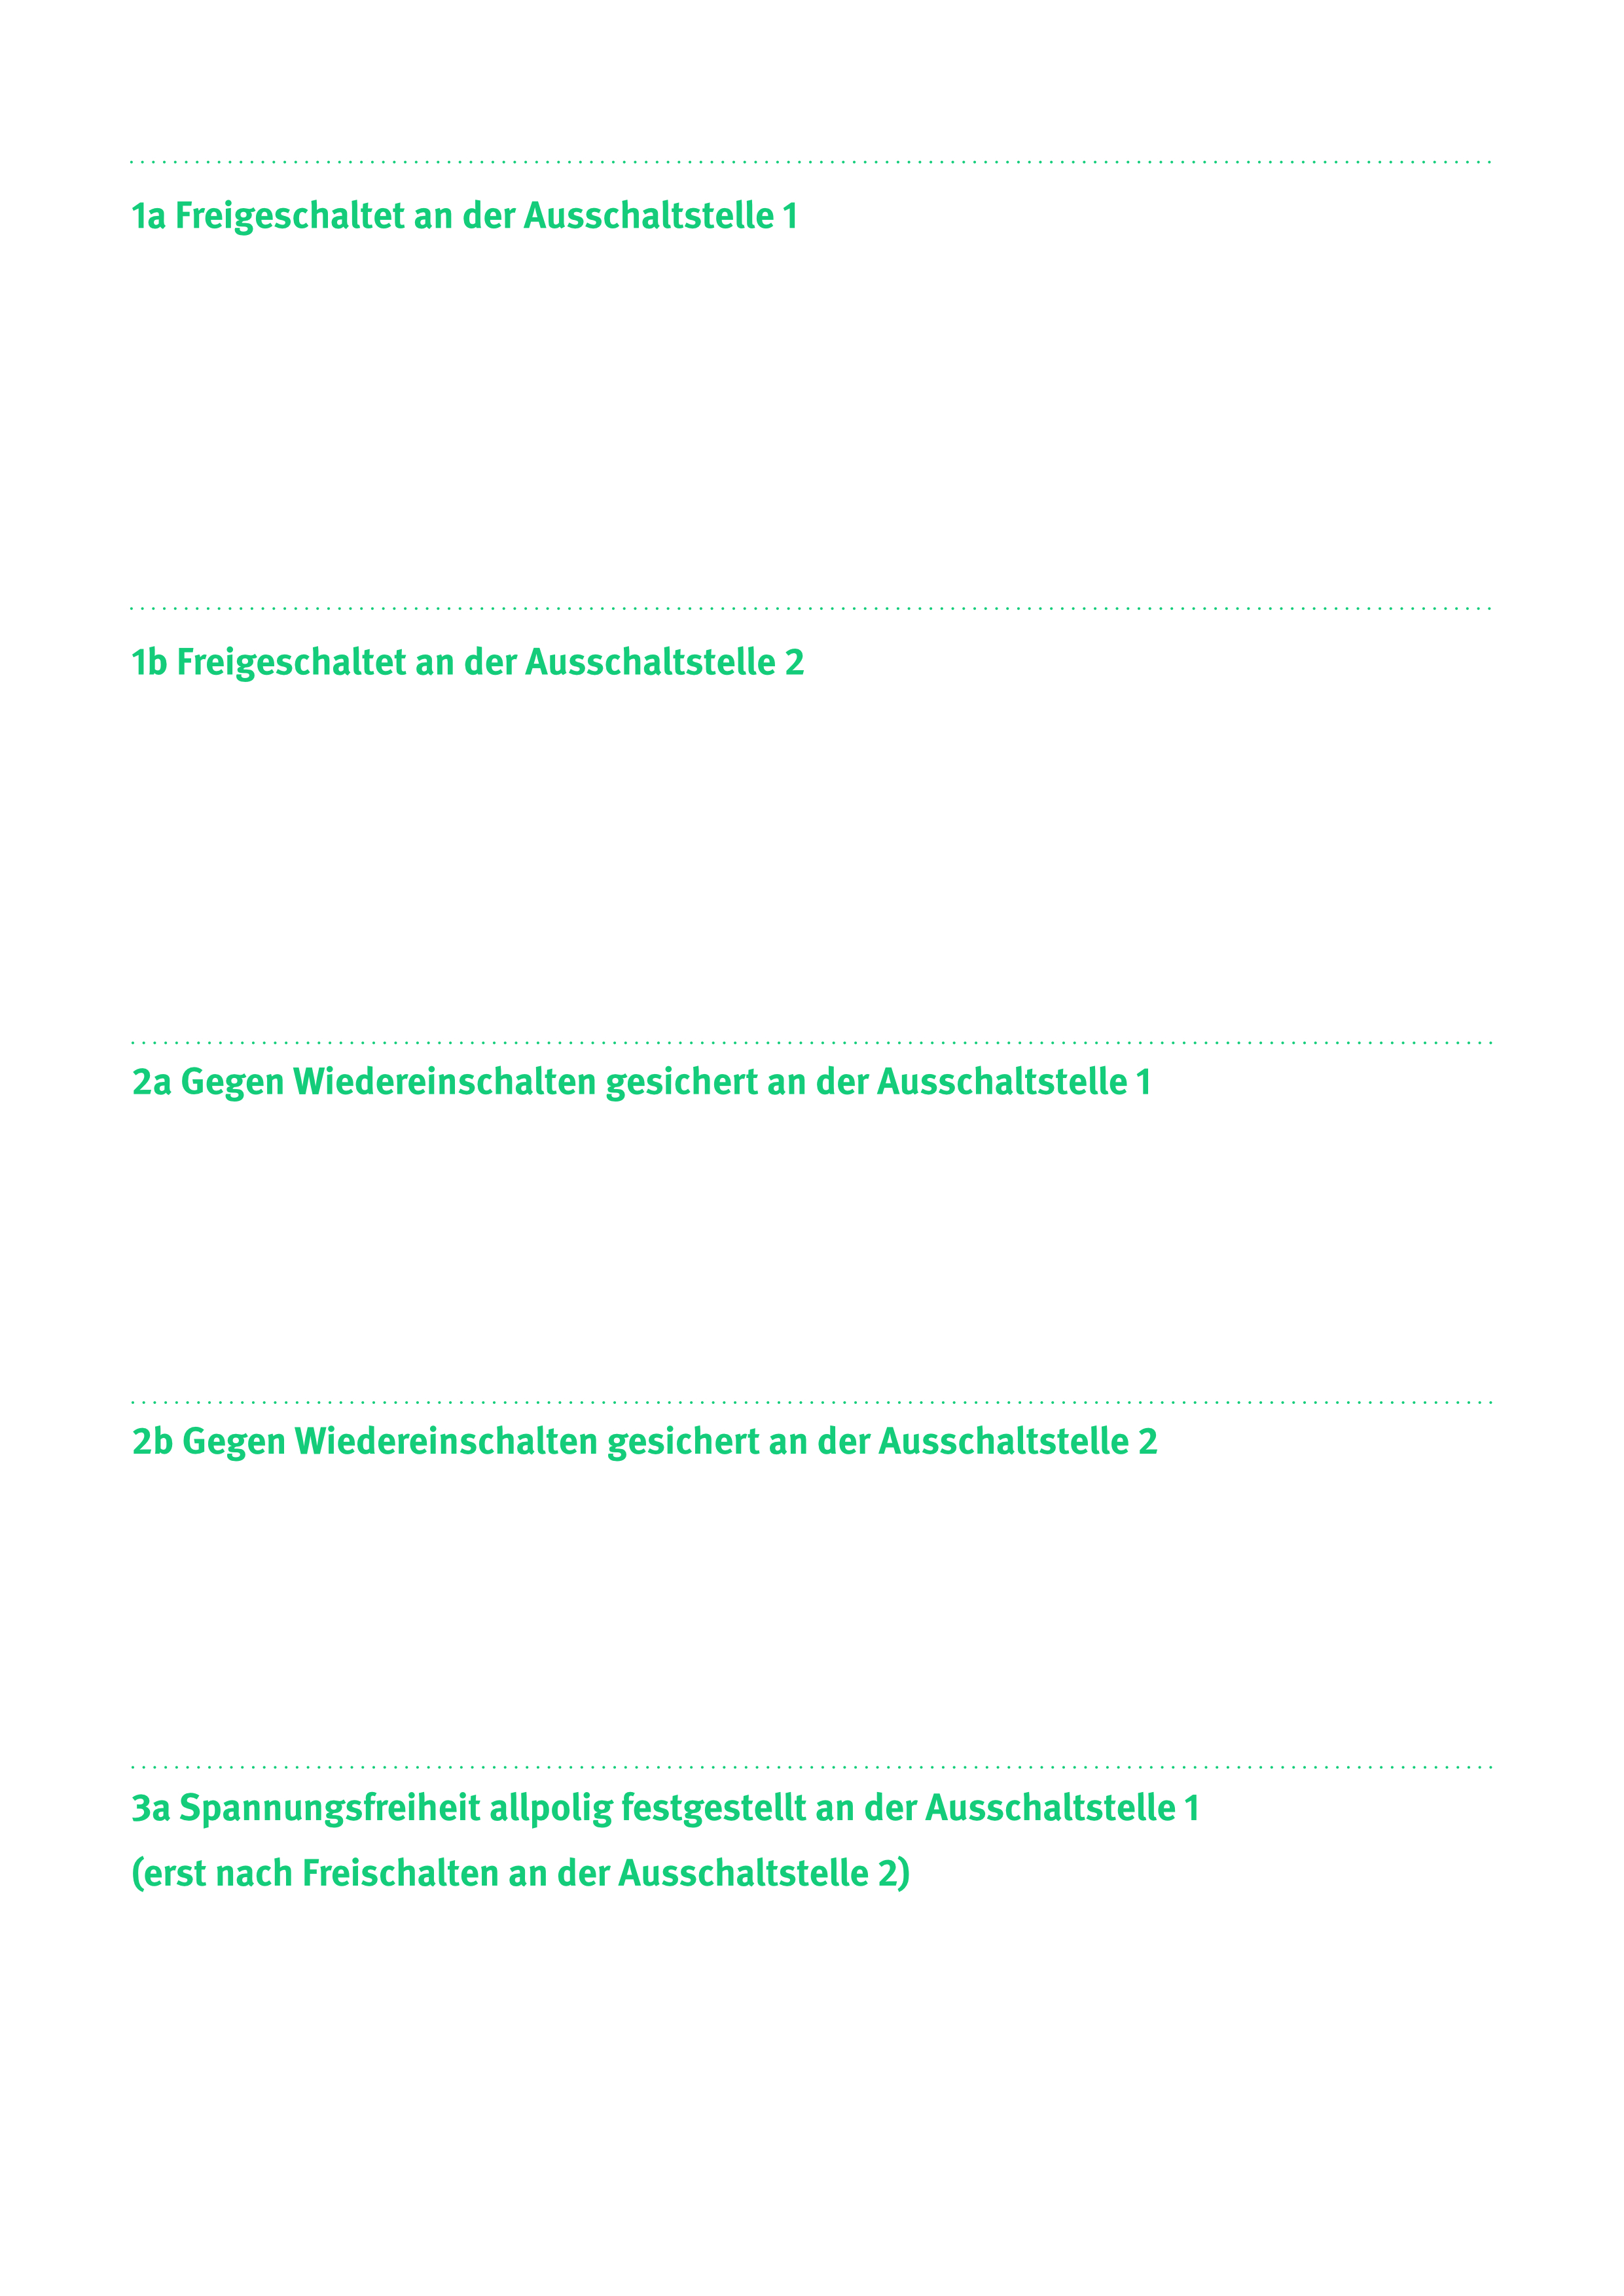 1a Freigeschaltet an der Ausschaltstelle 1
1b Freigeschaltet an der Ausschaltstelle 2
2a Gegen Wiedereinschalten gesichert an der Ausschaltstelle 1
2b Gegen Wiedereinschalten gesichert an der Ausschaltstelle 2
3a Spannungsfreiheit allpolig festgestellt an der Ausschaltstelle 1
(erst nach Freischalten an der Ausschaltstelle 2)